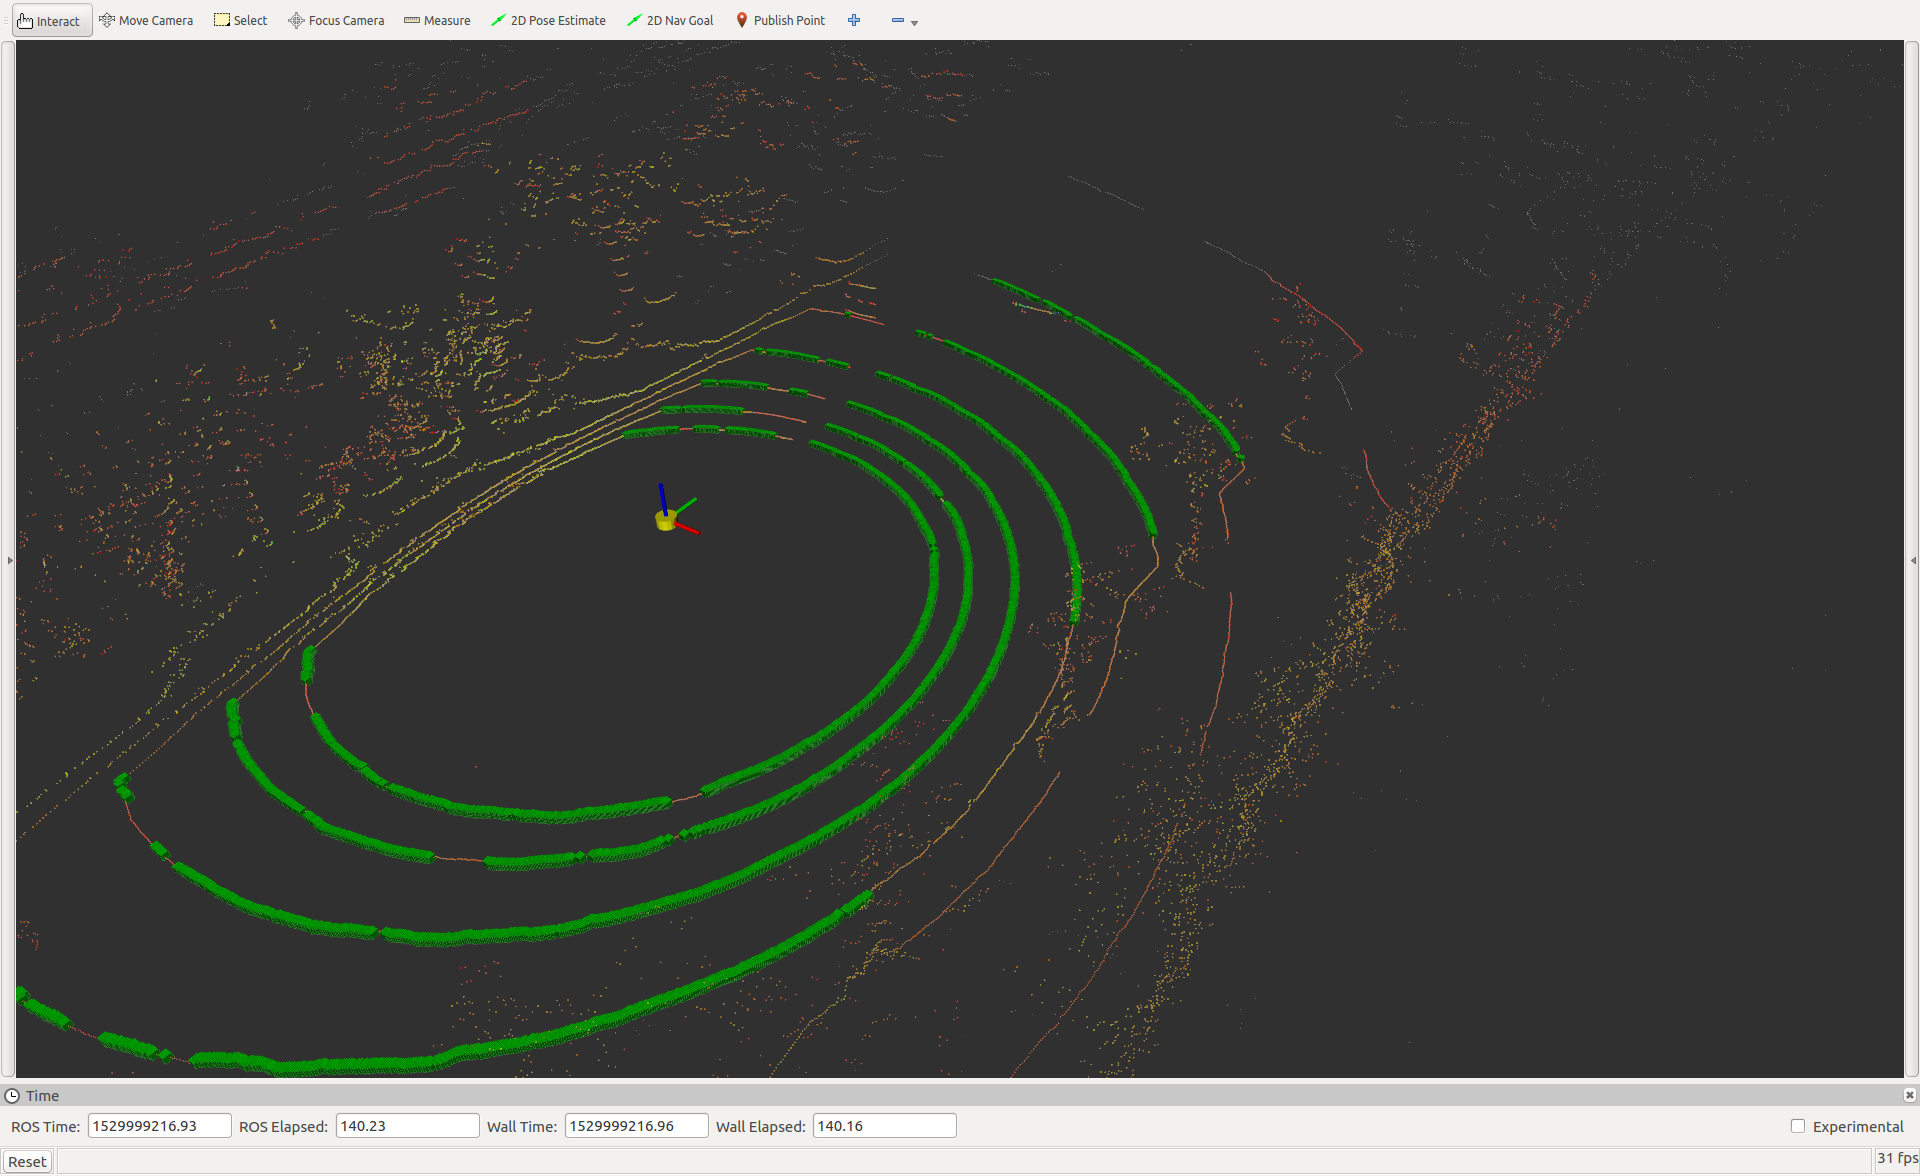 Interact Move Camera Select Focus Camera Measure 2D Pose Estimate 2D Nav Goal Publish Point
Time
ROS Time: 1529999216.93 ROS Elapsed: 140.23 Wall Time: 1529999216.96 Wall Elapsed: 140.16 Experimental
Reset 31 fps